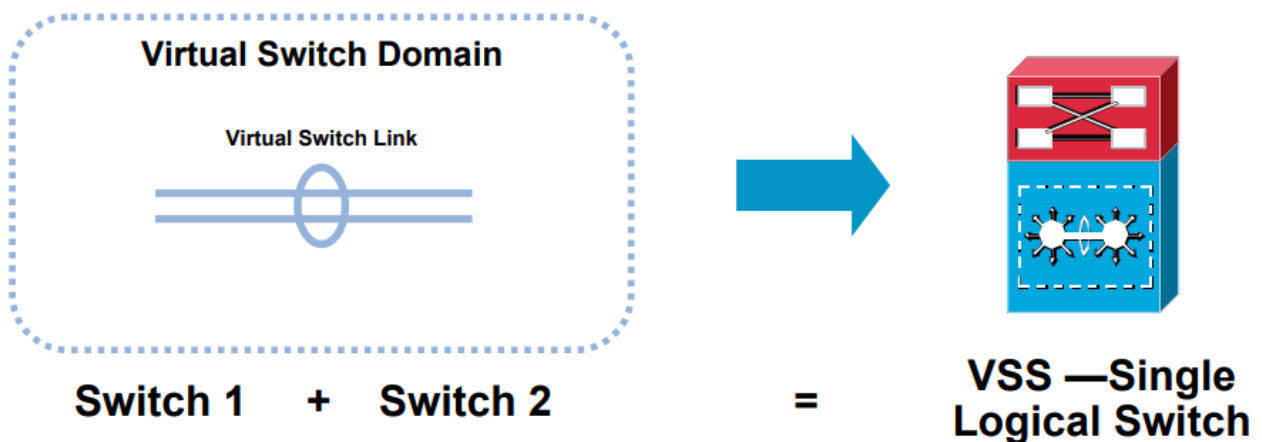 Virtual Switch Domain
Virtual Switch Link
Switch 1 + Switch 2 =
VSS —Single
Logical Switch